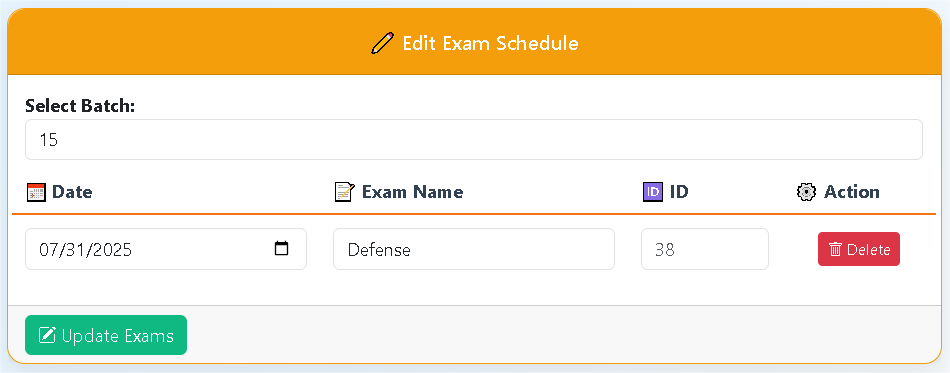 Edit Exam Schedule
Select Batch:
15
Date Exam Name ID ID Action
07/31/2025 Defense 38 Delete
Update Exams